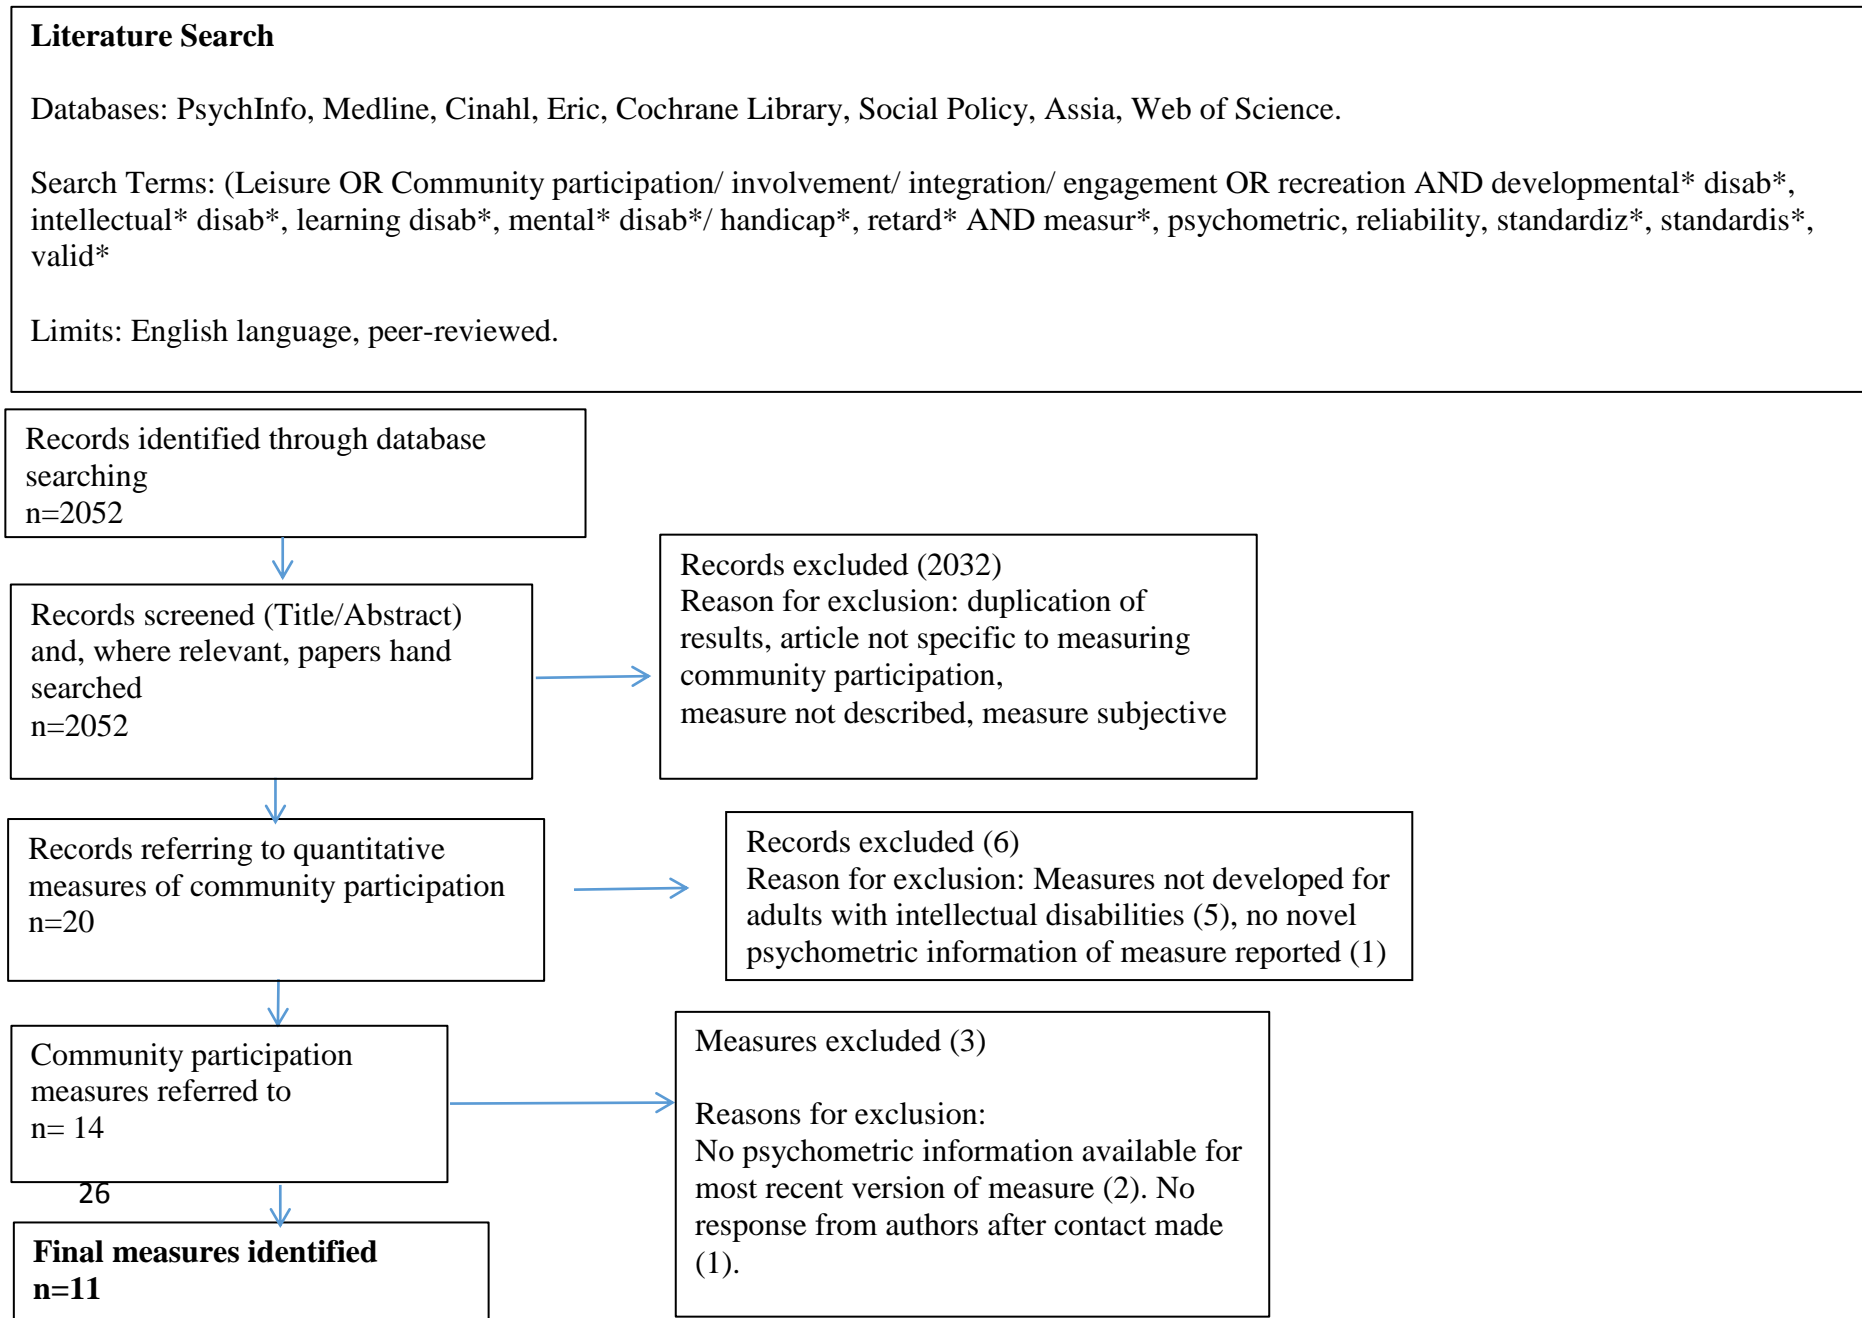 Literature Search
Databases: PsychInfo, Medline, Cinahl, Eric, Cochrane Library, Social Policy, Assia, Web of Science.
Search Terms: (Leisure OR Community participation/ involvement/ integration/ engagement OR recreation AND developmental* disab*,
intellectual* disab*, learning disab*, mental* disab*/ handicap*, retard* AND measur*, psychometric, reliability, standardiz*, standardis*,
valid*
Limits: English language, peer-reviewed.
Records identified through database
searching
n=2052
Records screened (Title/Abstract)
and, where relevant, papers hand
searched
n=2052
Records excluded (2032)
Reason for exclusion: duplication of
results, article not specific to measuring
community participation,
measure not described, measure subjective
Records referring to quantitative
measures of community participation
n=20
Records excluded (6)
Reason for exclusion: Measures not developed for
adults with intellectual disabilities (5), no novel
psychometric information of measure reported (1)
Community participation
measures referred to
n= 14
Measures excluded (3)
Reasons for exclusion:
No psychometric information available for
most recent version of measure (2). No
response from authors after contact made
(1).
26
Final measures identified
n=11